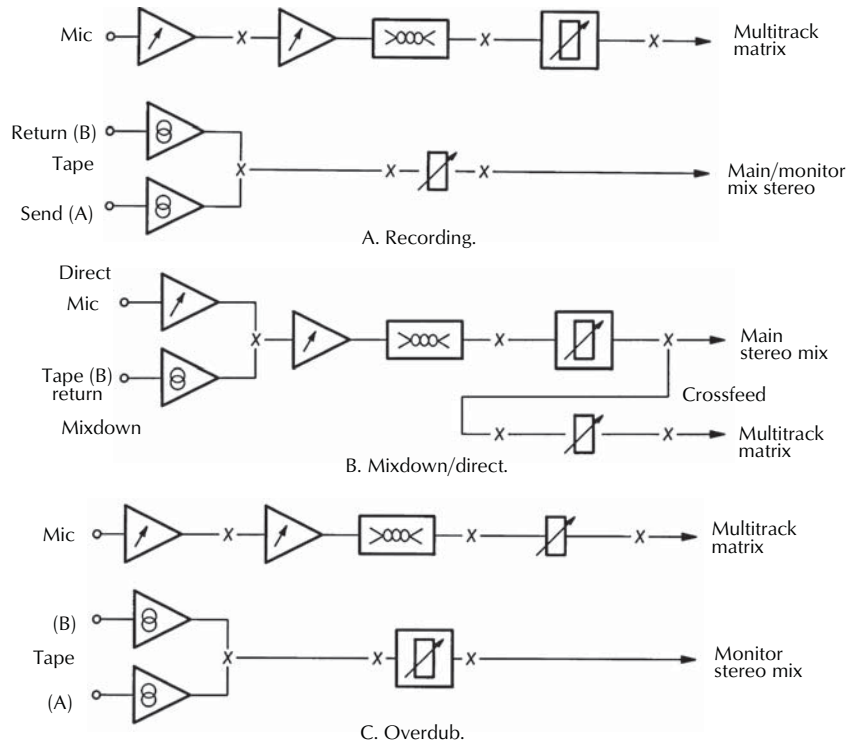 Mic
Multitrack
matrix
Return (B)
Tape
Send (A)
Main/monitor
mix stereo
A. Recording.
Direct
Mic
Tape (B)
return
Mixdown
Main
stereo mix
Crossfeed
Multitrack
matrix
B. Mixdown/direct.
Mic
Multitrack
matrix
(B)
Tape
(A)
Monitor
stereo mix
C. Overdub.